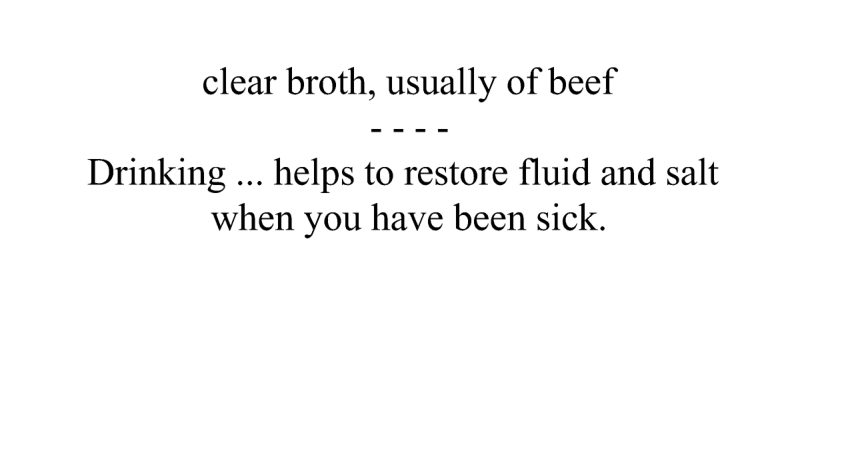 clear broth, usually of beef
- - - -
Drinking ... helps to restore fluid and salt
when you have been sick.